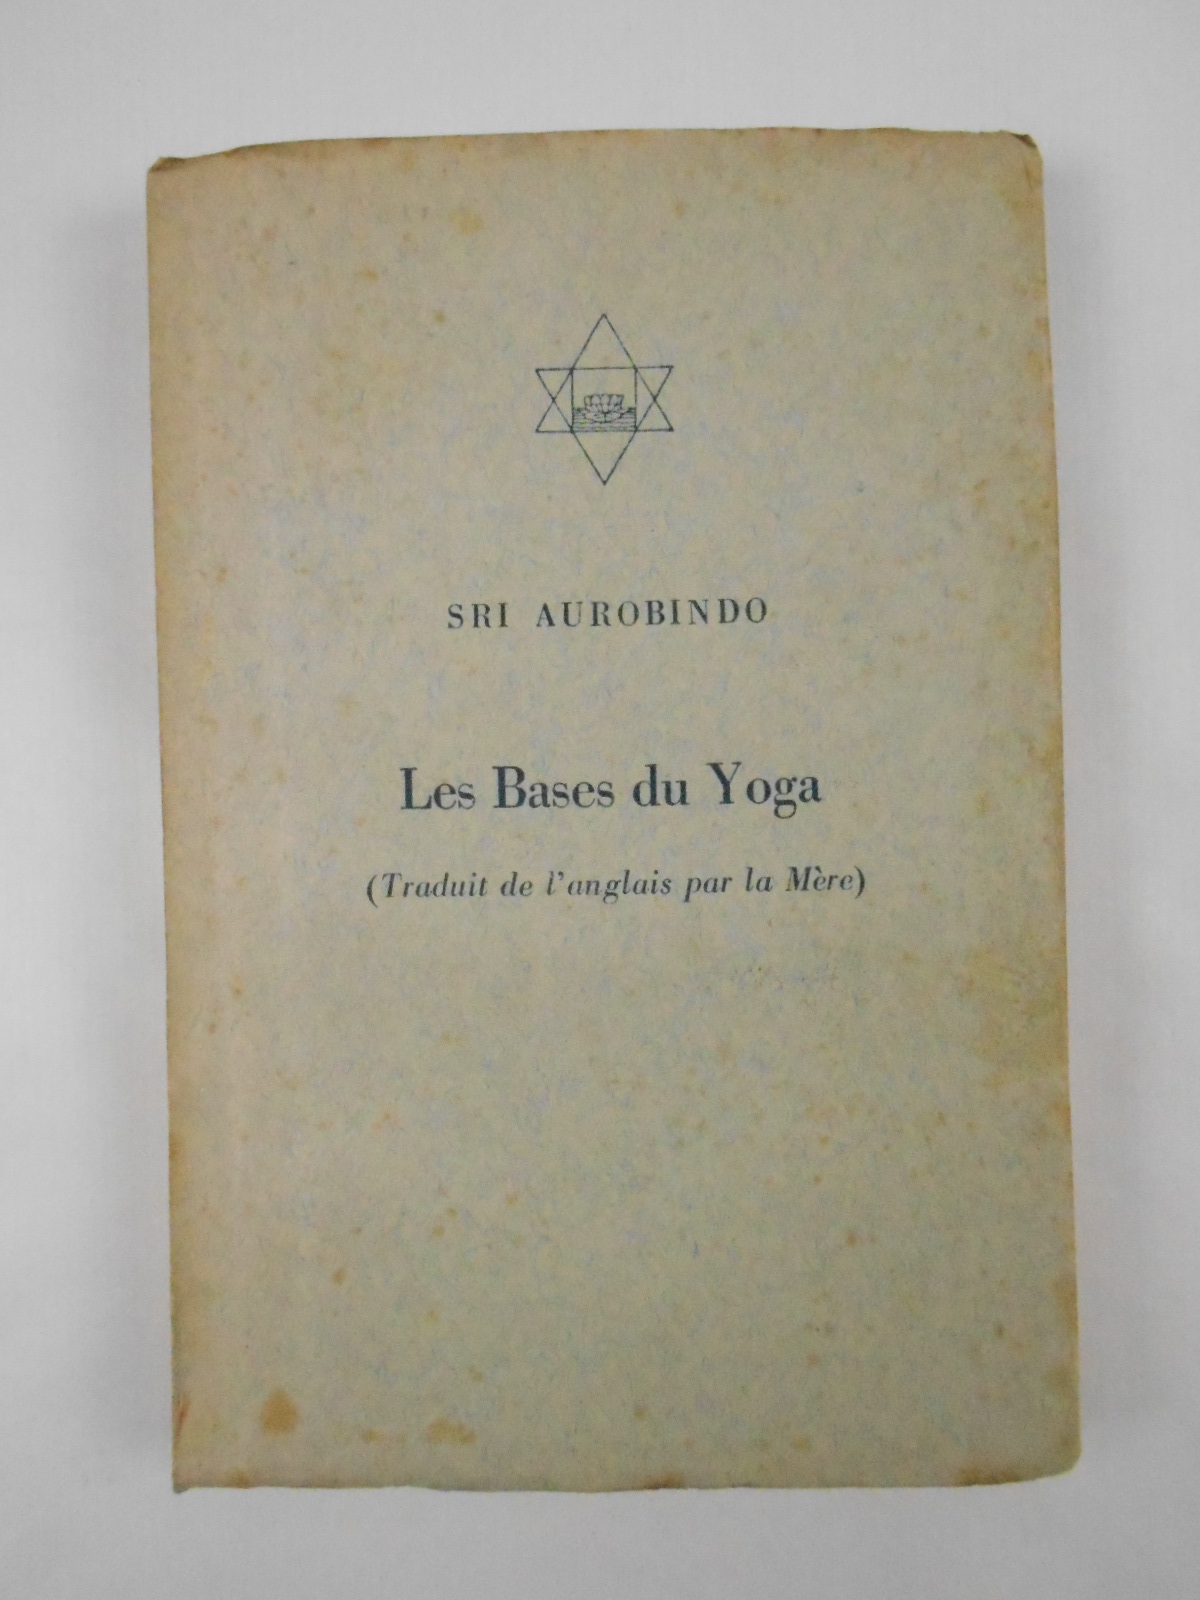 SRI AUROBINDO
Les Bases du Yoga
(Traduit de l'anglais par la Mère)